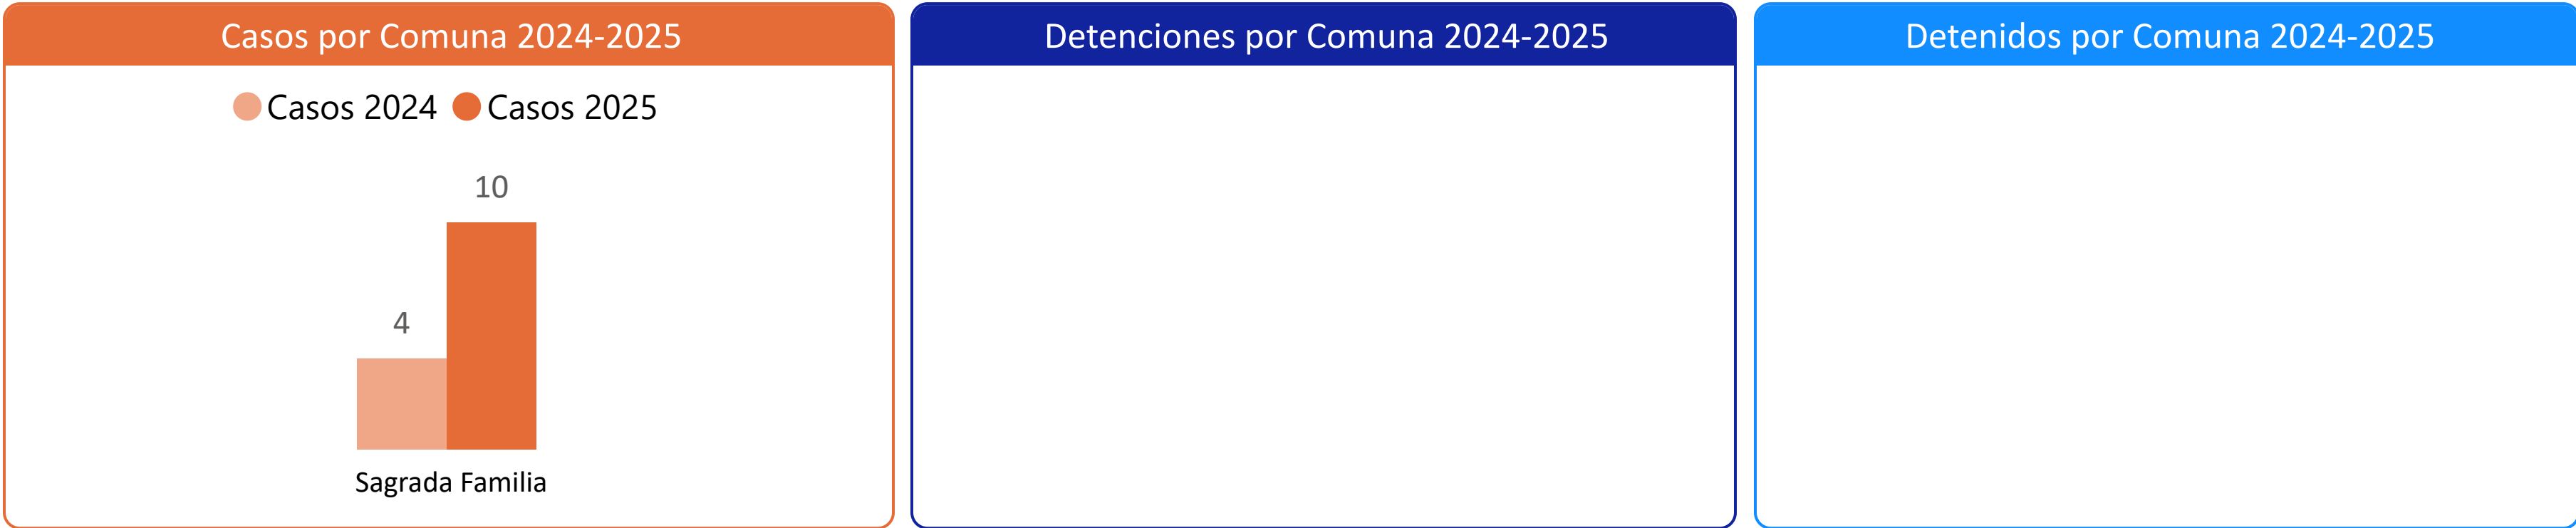 Casos por Comuna 2024-2025
Casos 2024 Casos 2025
10
4
Sagrada Familia
Detenciones por Comuna 2024-2025
Detenidos por Comuna 2024-2025